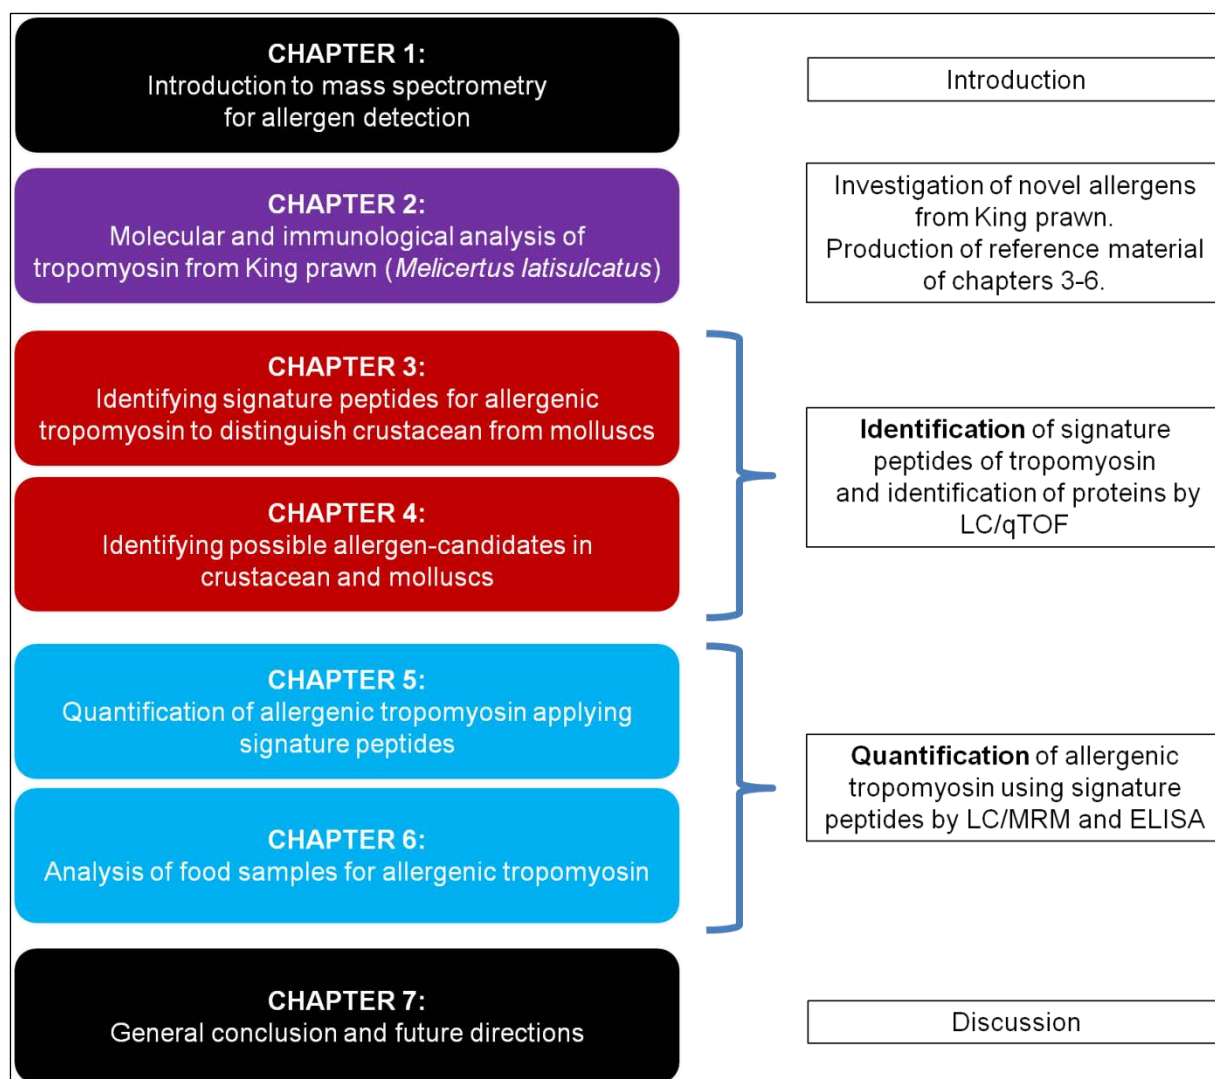 CHAPTER 1:
Introduction to mass spectrometry
for allergen detection
Introduction
CHAPTER 2:
Molecular and immunological analysis of
tropomyosin from King prawn (Melicertus latisulcatus)
Investigation of novel allergens
from King prawn.
Production of reference material
of chapters 3-6.
CHAPTER 3:
Identifying signature peptides for allergenic
tropomyosin to distinguish crustacean from molluscs
CHAPTER 4:
Identifying possible allergen-candidates in
crustacean and molluscs
Identification of signature
peptides of tropomyosin
and identification of proteins by
LC/qTOF
CHAPTER 5:
Quantification of allergenic tropomyosin applying
signature peptides
CHAPTER 6:
Analysis of food samples for allergenic tropomyosin
Quantification of allergenic
tropomyosin using signature
peptides by LC/MRM and ELISA
CHAPTER 7:
General conclusion and future directions
Discussion